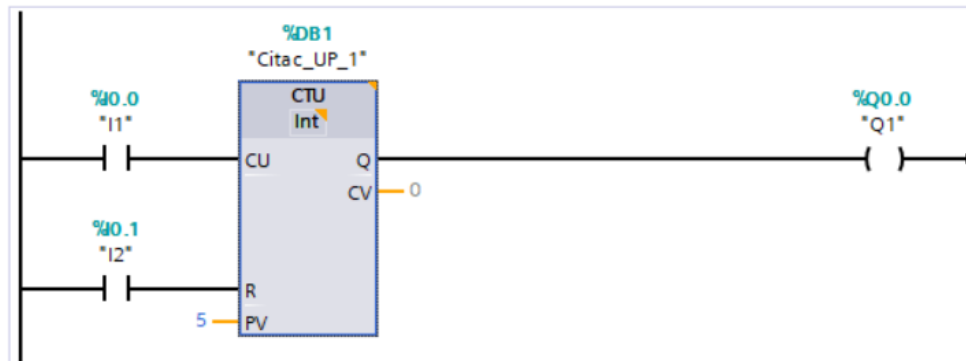 %DB1
"Citac_UP_1"
CTU
Int
%I0.0
"I1"
%Q0.0
"Q1"
CU
Q
CV
0
%I0.1
"I2"
R
5
PV